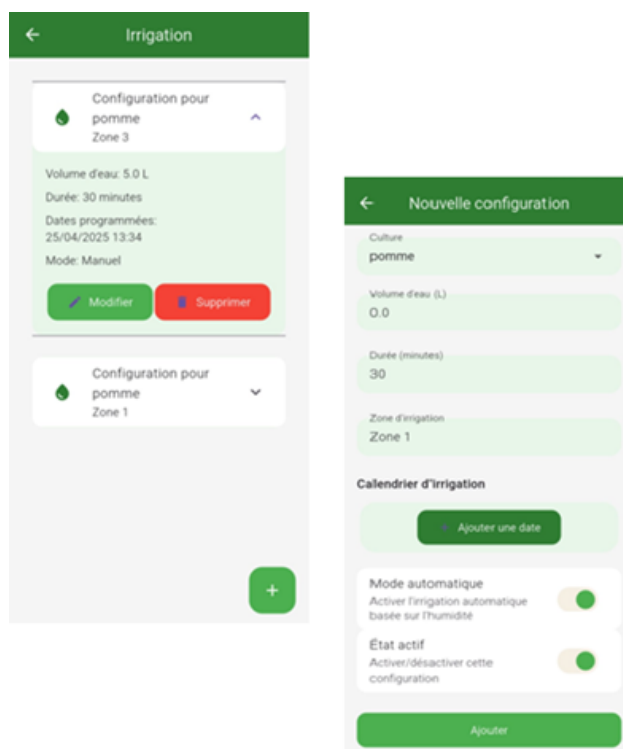 Irrigation
Configuration pour
pomme
Zone 3
Volume d'eau: 5.0 L
Durée: 30 minutes
Dates programmées:
25/04/2025 13:34
Mode: Manuel
Modifier
Supprimer
Configuration pour
pomme
Zone 1
+
Nouvelle configuration
Culture
pomme
Volume d'eau (L)
0.0
Durée (minutes)
30
Zone d'irrigation
Zone 1
Calendrier d'irrigation
Ajouter une date
Mode automatique
Activer l'irrigation automatique
basée sur l'humidité
État actif
Activer/désactiver cette
configuration
Ajouter